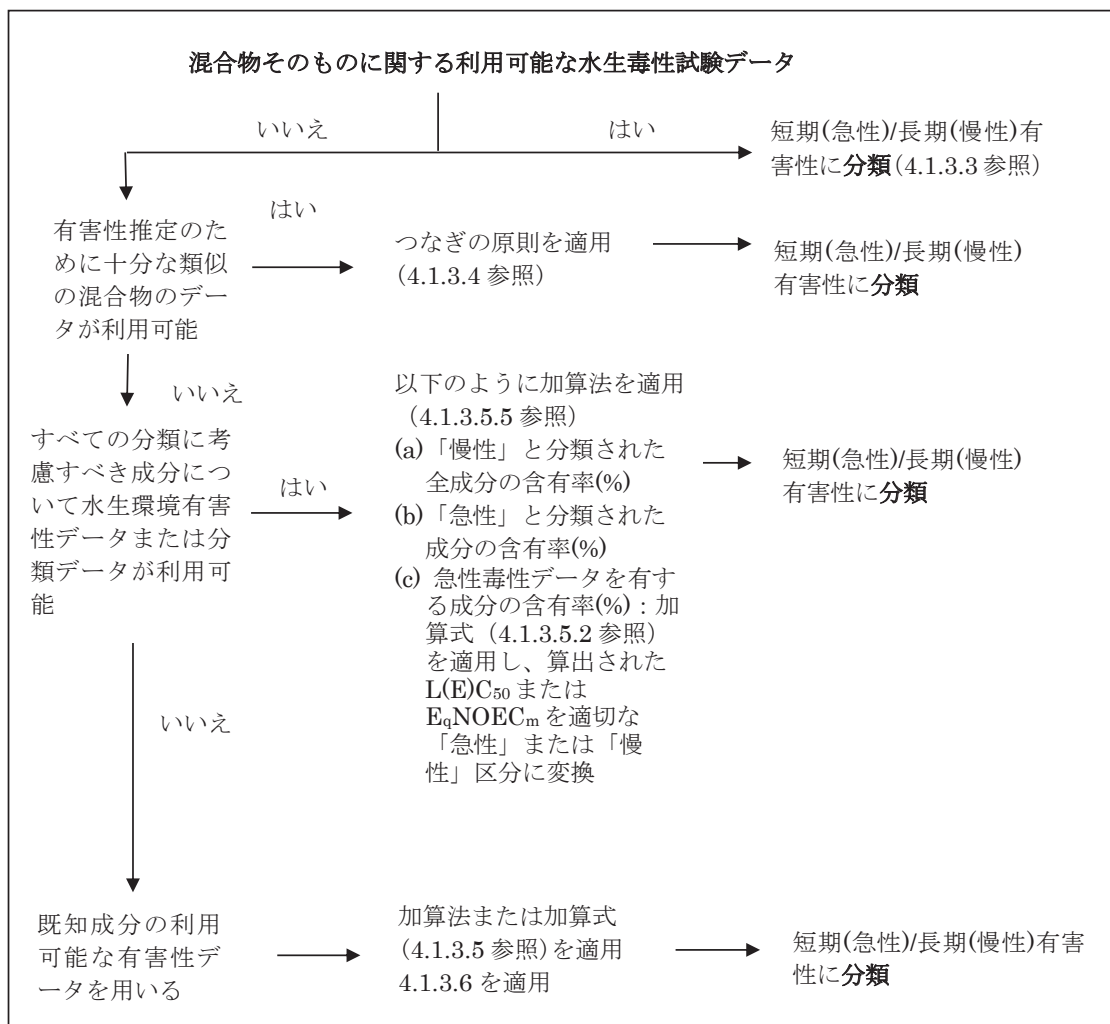 混合物そのものに関する利用可能な水生毒性試験データ
いいえ
はい
短期(急性)/長期(慢性)有
害性に分類(4.1.3.3 参照)
有害性推定のた
めに十分な類似
の混合物のデー
タが利用可能
はい
つなぎの原則を適用
(4.1.3.4 参照)
短期(急性)/長期(慢性)
有害性に分類
いいえ
すべての分類に考
慮すべき成分につ
いて水生環境有害
性データまたは分
類データが利用可
能
はい
以下のように加算法を適用
（4.1.3.5.5 参照）
(a)「慢性」と分類された
全成分の含有率(%)
(b)「急性」と分類された
成分の含有率(%)
(c) 急性毒性データを有す
る成分の含有率(%)：加
算式（4.1.3.5.2 参照）
を適用し、算出された
L(E)C₅₀ または
EqNOECm を適切な
「急性」または「慢
性」区分に変換
短期(急性)/長期(慢性)
有害性に分類
いいえ
既知成分の利用
可能な有害性デ
ータを用いる
加算法または加算式
(4.1.3.5 参照)を適用
4.1.3.6 を適用
短期(急性)/長期(慢性)有害
性に分類